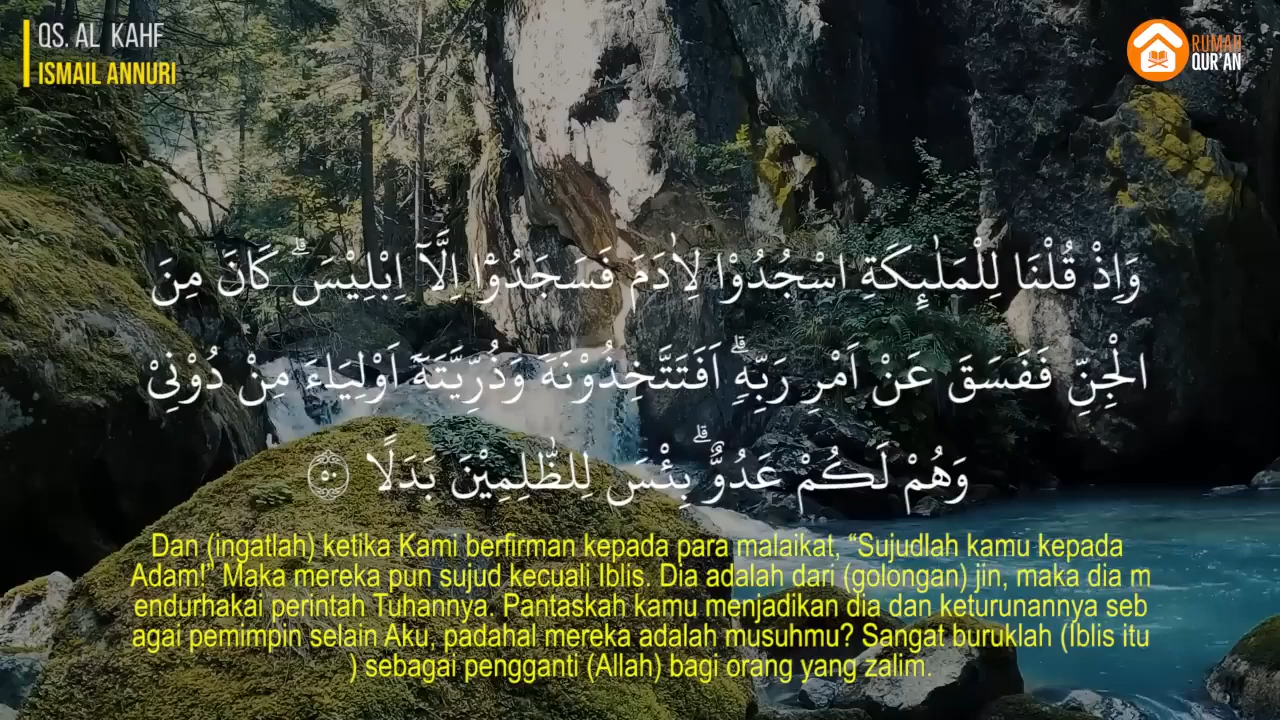 QS. AL KAHF
ISMAIL ANNURI
RUMAH
QUR'AN
وَاِذْ قُلْنَا لِلْمَلٰۤىِٕكَةِ اسْجُدُوْا لِاٰدَمَ فَسَجَدُوْٓا اِلَّآ اِبْلِيْسَۗ كَانَ مِنَ
الْجِنِّ فَفَسَقَ عَنْ اَمْرِ رَبِّهٖۗ اَفَتَتَّخِذُوْنَهٗ وَذُرِّيَّتَهٗٓ اَوْلِيَاۤءَ مِنْ دُوْنِيْ
وَهُمْ لَكُمْ عَدُوٌّۗ بِئْسَ لِلظّٰلِمِيْنَ بَدَلًا ۝٥٠
Dan (ingatlah) ketika Kami berfirman kepada para malaikat, “Sujudlah kamu kepada
Adam!” Maka mereka pun sujud kecuali Iblis. Dia adalah dari (golongan) jin, maka dia m
endurhakai perintah Tuhannya. Pantaskah kamu menjadikan dia dan keturunannya seb
agai pemimpin selain Aku, padahal mereka adalah musuhmu? Sangat buruklah (Iblis itu
) sebagai pengganti (Allah) bagi orang yang zalim.